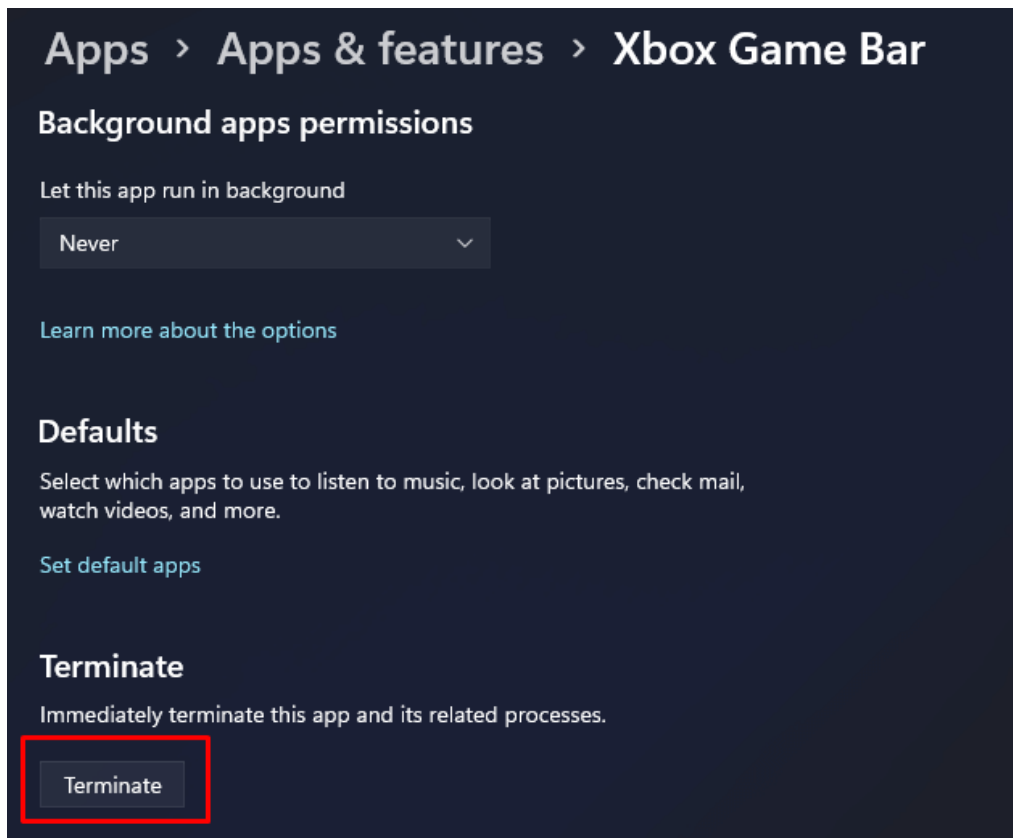 Apps > Apps & features > Xbox Game Bar
Background apps permissions
Let this app run in background
Never
Learn more about the options
Defaults
Select which apps to use to listen to music, look at pictures, check mail,
watch videos, and more.
Set default apps
Terminate
Immediately terminate this app and its related processes.
Terminate